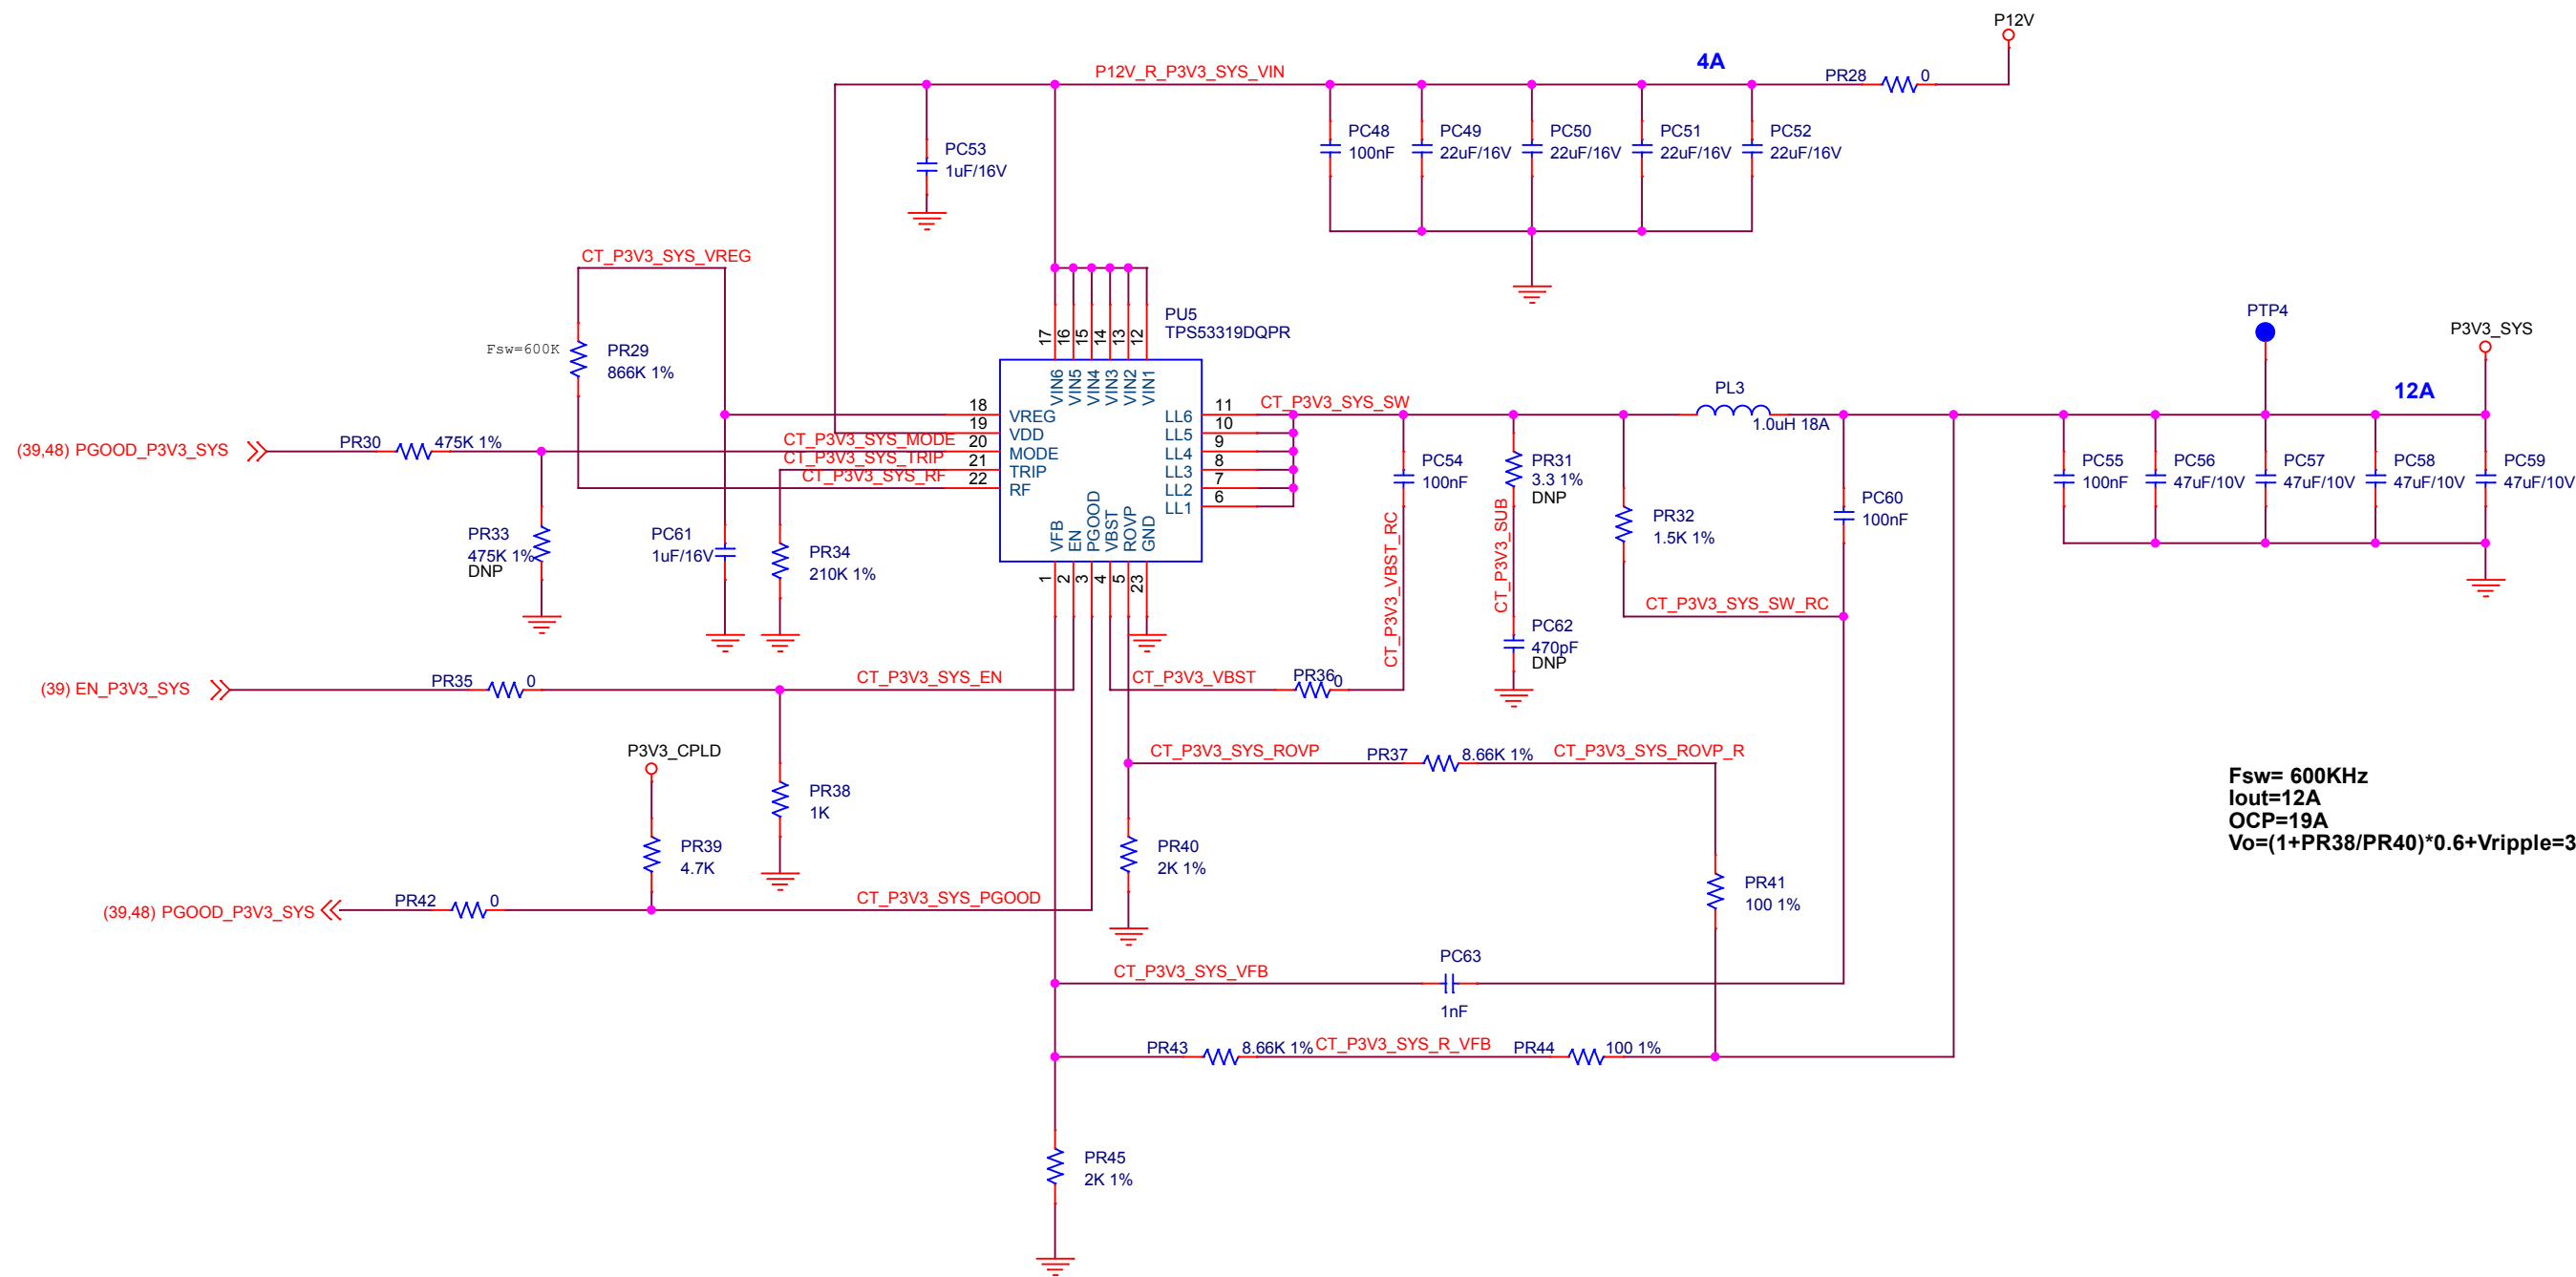 P12V
4A
P12V_R_P3V3_SYS_VIN
PR28 0
PC53
1uF/16V
PC48
100nF
PC49
22uF/16V
PC50
22uF/16V
PC51
22uF/16V
PC52
22uF/16V
CT_P3V3_SYS_VREG
Fsw=600K
PR29
866K 1%
PU5
TPS53319DQPR
17 16 15 14 13 12
VIN6 VIN5 VIN4 VIN3 VIN2 VIN1
18 VREG
19 VDD
20 MODE
21 TRIP
22 RF
LL6 11
LL5 10
LL4 9
LL3 8
LL2 7
LL1 6
VFB EN PGOOD VBST ROVP GND
1 2 3 4 5 23
(39,48) PGOOD_P3V3_SYS
PR30 475K 1%
CT_P3V3_SYS_MODE
CT_P3V3_SYS_TRIP
CT_P3V3_SYS_RF
PR33
475K 1%
DNP
PC61
1uF/16V
PR34
210K 1%
CT_P3V3_SYS_SW
PC54
100nF
CT_P3V3_VBST_RC
PR31
3.3 1%
DNP
CT_P3V3_SUB
PC62
470pF
DNP
PR32
1.5K 1%
PL3
1.0uH 18A
PC60
100nF
CT_P3V3_SYS_SW_RC
PTP4
P3V3_SYS
12A
PC55
100nF
PC56
47uF/10V
PC57
47uF/10V
PC58
47uF/10V
PC59
47uF/10V
(39) EN_P3V3_SYS
PR35 0
CT_P3V3_SYS_EN
CT_P3V3_VBST
PR36 0
P3V3_CPLD
PR38
1K
PR39
4.7K
CT_P3V3_SYS_ROVP
PR37 8.66K 1%
CT_P3V3_SYS_ROVP_R
PR40
2K 1%
PR41
100 1%
(39,48) PGOOD_P3V3_SYS
PR42 0
CT_P3V3_SYS_PGOOD
Fsw= 600KHz
Iout=12A
OCP=19A
Vo=(1+PR38/PR40)*0.6+Vripple=3
CT_P3V3_SYS_VFB
PC63
1nF
PR43 8.66K 1%
CT_P3V3_SYS_R_VFB
PR44 100 1%
PR45
2K 1%